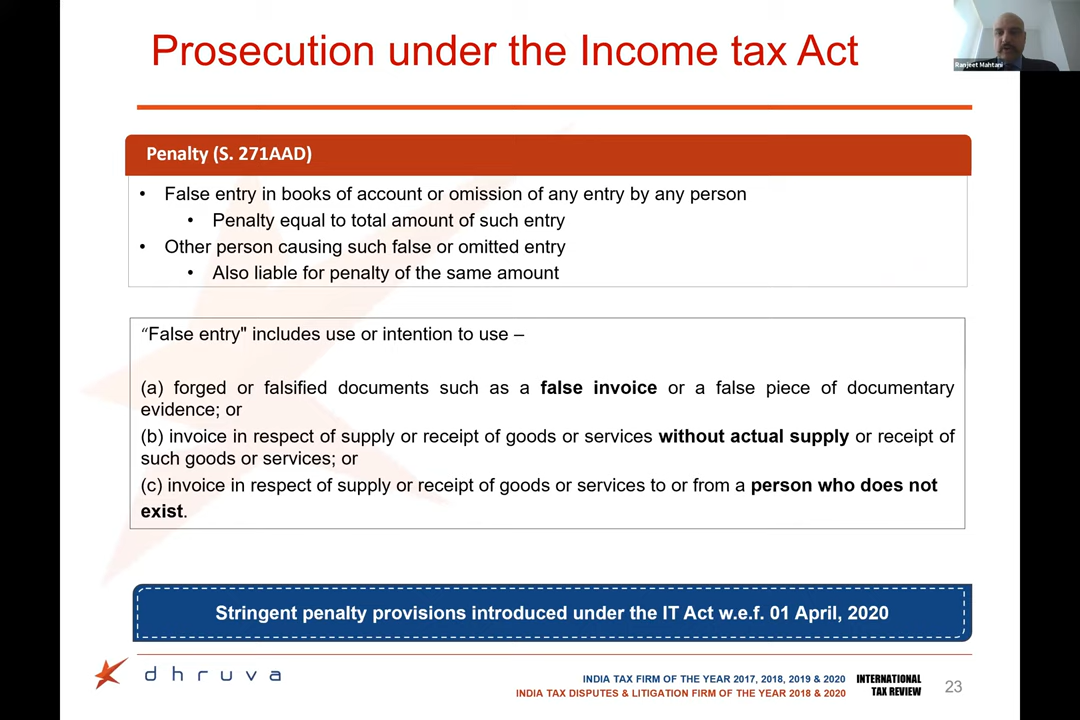 Prosecution under the Income tax Act
Ranjeet Mahtani
Penalty (S. 271AAD)
• False entry in books of account or omission of any entry by any person
• Penalty equal to total amount of such entry
• Other person causing such false or omitted entry
• Also liable for penalty of the same amount
“False entry" includes use or intention to use –
(a) forged or falsified documents such as a false invoice or a false piece of documentary
evidence; or
(b) invoice in respect of supply or receipt of goods or services without actual supply or receipt of
such goods or services; or
(c) invoice in respect of supply or receipt of goods or services to or from a person who does not
exist.
Stringent penalty provisions introduced under the IT Act w.e.f. 01 April, 2020
dhruva
INDIA TAX FIRM OF THE YEAR 2017, 2018, 2019 & 2020
INDIA TAX DISPUTES & LITIGATION FIRM OF THE YEAR 2018 & 2020
INTERNATIONAL
TAX REVIEW
23